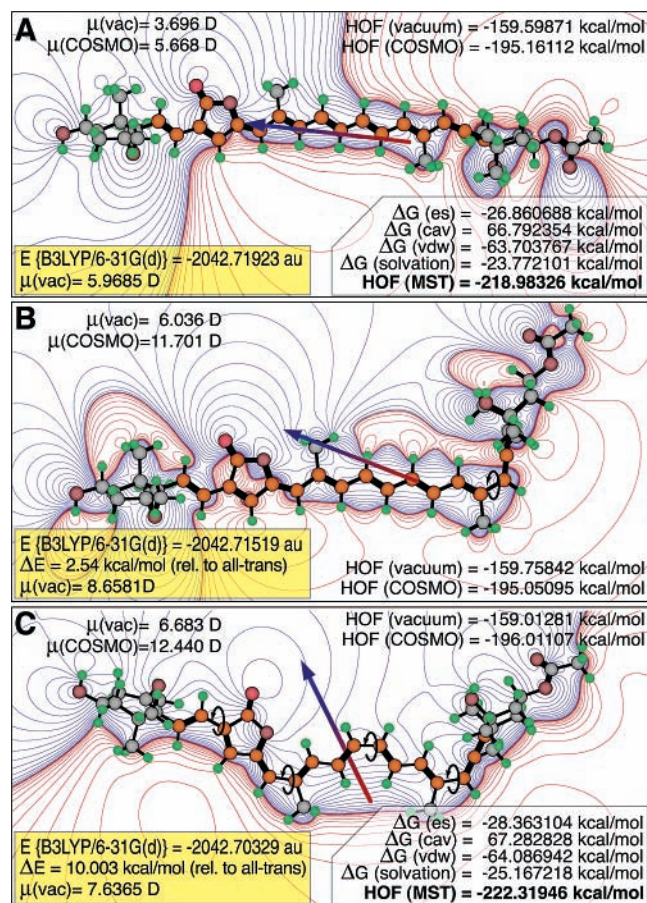 A
μ(vac) = 3.696 D
μ(COSMO) = 5.668 D
HOF (vacuum) = -159.59871 kcal/mol
HOF (COSMO) = -195.16112 kcal/mol
ΔG (es) = -26.860688 kcal/mol
ΔG (cav) = 66.792354 kcal/mol
ΔG (vdw) = -63.703767 kcal/mol
ΔG (solvation) = -23.772101 kcal/mol
HOF (MST) = -218.98326 kcal/mol
E {B3LYP/6-31G(d)} = -2042.71923 au
μ(vac) = 5.9685 D
B
μ(vac) = 6.036 D
μ(COSMO)=11.701 D
E {B3LYP/6-31G(d)} = -2042.71519 au
ΔE = 2.54 kcal/mol (rel. to all-trans)
μ(vac)= 8.6581 D
HOF (vacuum) = -159.75842 kcal/mol
HOF (COSMO) = -195.05095 kcal/mol
C
μ(vac) = 6.683 D
μ(COSMO)=12.440 D
HOF (vacuum) = -159.01281 kcal/mol
HOF (COSMO) = -196.01107 kcal/mol
E {B3LYP/6-31G(d)} = -2042.70329 au
ΔE = 10.003 kcal/mol (rel. to all-trans)
μ(vac)= 7.6365 D
ΔG (es) = -28.363104 kcal/mol
ΔG (cav) = 67.282828 kcal/mol
ΔG (vdw) = -64.086942 kcal/mol
ΔG (solvation) = -25.167218 kcal/mol
HOF (MST) = -222.31946 kcal/mol